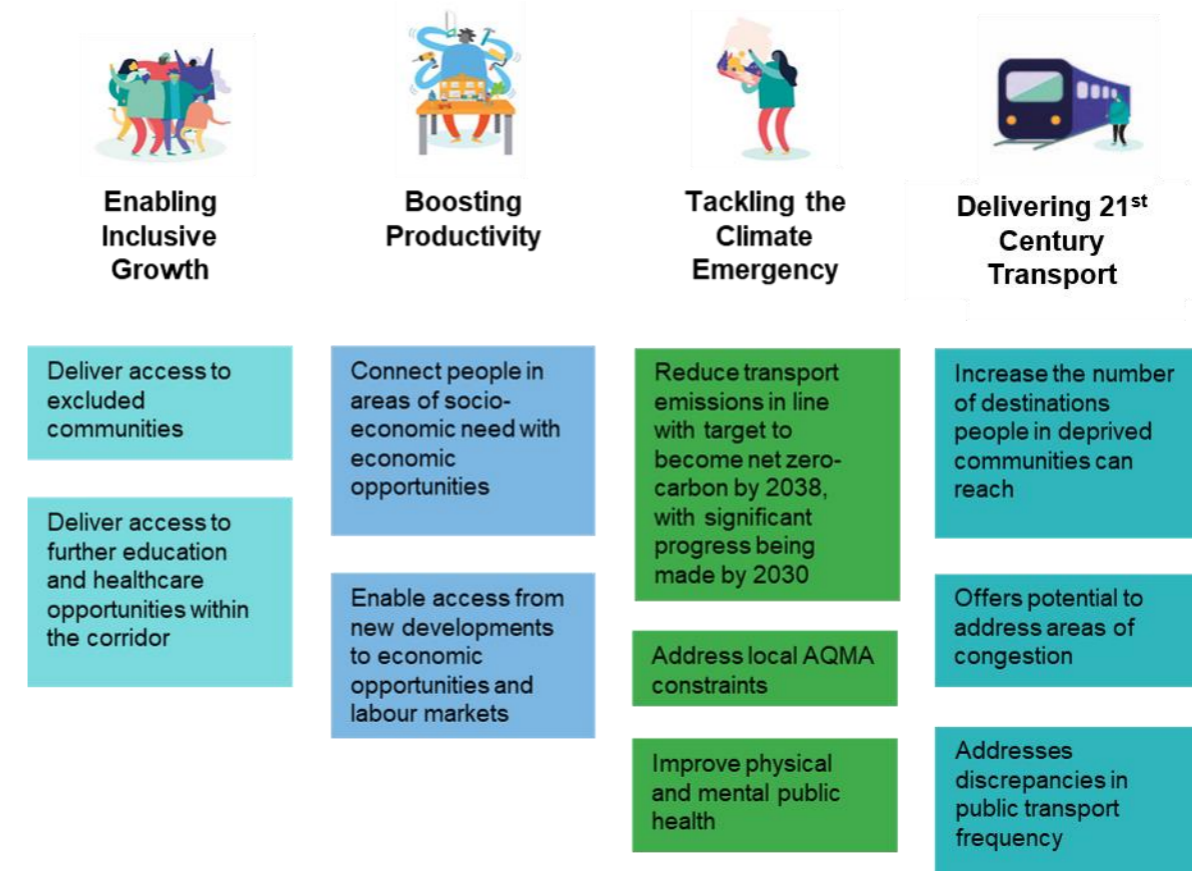 Enabling
Inclusive
Growth
Deliver access to
excluded
communities
Deliver access to
further education
and healthcare
opportunities within
the corridor
Boosting
Productivity
Connect people in
areas of socio-
economic need with
economic
opportunities
Enable access from
new developments
to economic
opportunities and
labour markets
Tackling the
Climate
Emergency
Reduce transport
emissions in line
with target to
become net zero-
carbon by 2038,
with significant
progress being
made by 2030
Address local AQMA
constraints
Improve physical
and mental public
health
Delivering 21st
Century
Transport
Increase the number
of destinations
people in deprived
communities can
reach
Offers potential to
address areas of
congestion
Addresses
discrepancies in
public transport
frequency